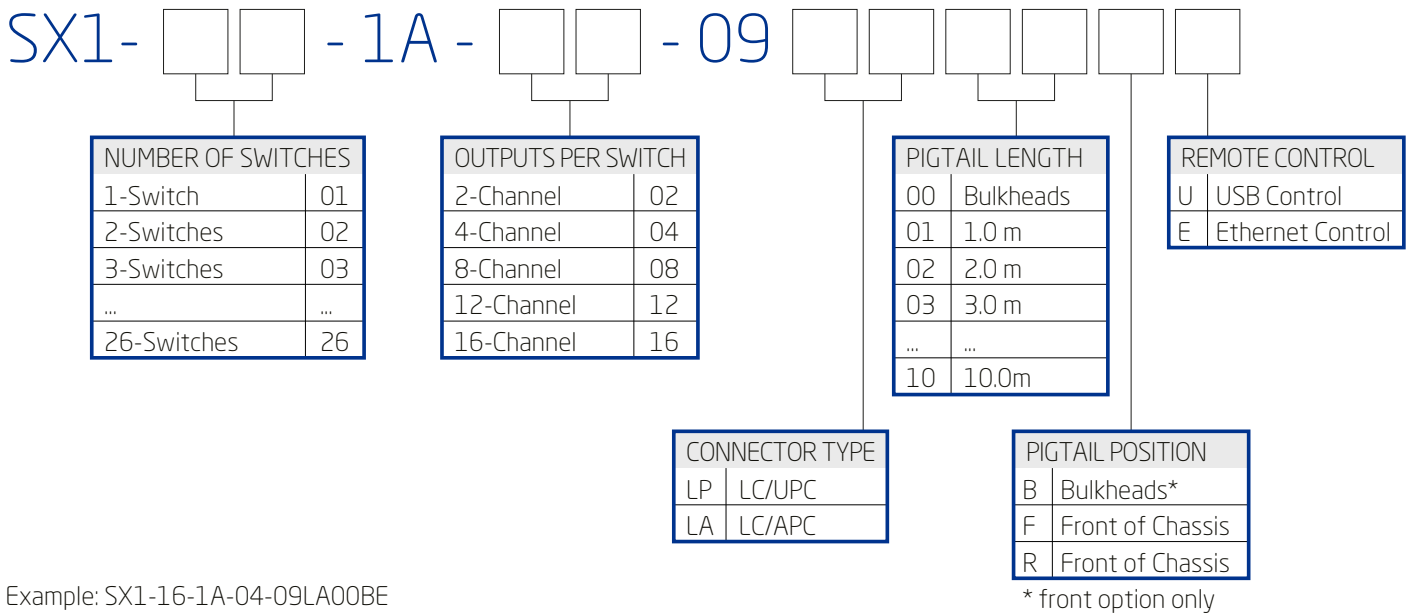 SX1- - 1A - - 09
NUMBER OF SWITCHES
1-Switch 01
2-Switches 02
3-Switches 03
... ...
26-Switches 26
OUTPUTS PER SWITCH
2-Channel 02
4-Channel 04
8-Channel 08
12-Channel 12
16-Channel 16
PIGTAIL LENGTH
00 Bulkheads
01 1.0 m
02 2.0 m
03 3.0 m
... ...
10 10.0m
REMOTE CONTROL
U USB Control
E Ethernet Control
CONNECTOR TYPE
LP LC/UPC
LA LC/APC
PIGTAIL POSITION
B Bulkheads*
F Front of Chassis
R Front of Chassis
* front option only
Example: SX1-16-1A-04-09LA00BE